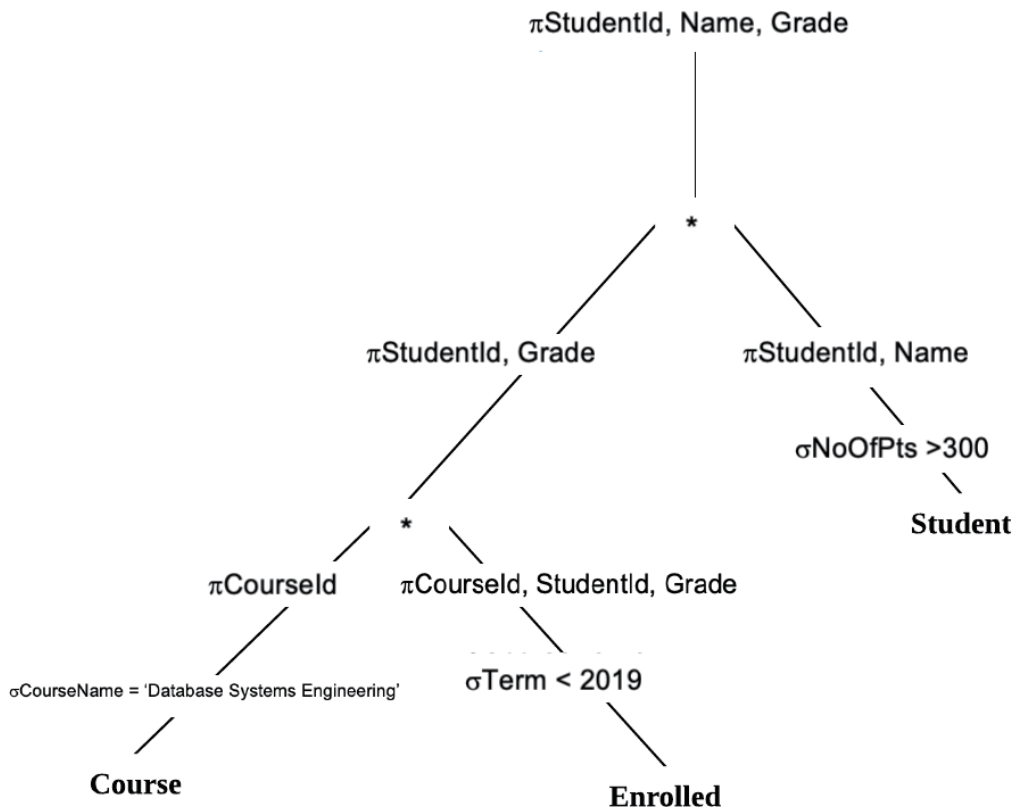 πStudentId, Name, Grade
*
πStudentId, Grade
πStudentId, Name
σNoOfPts >300
Student
*
πCourseId
πCourseId, StudentId, Grade
σCourseName = ‘Database Systems Engineering’
σTerm < 2019
Course
Enrolled